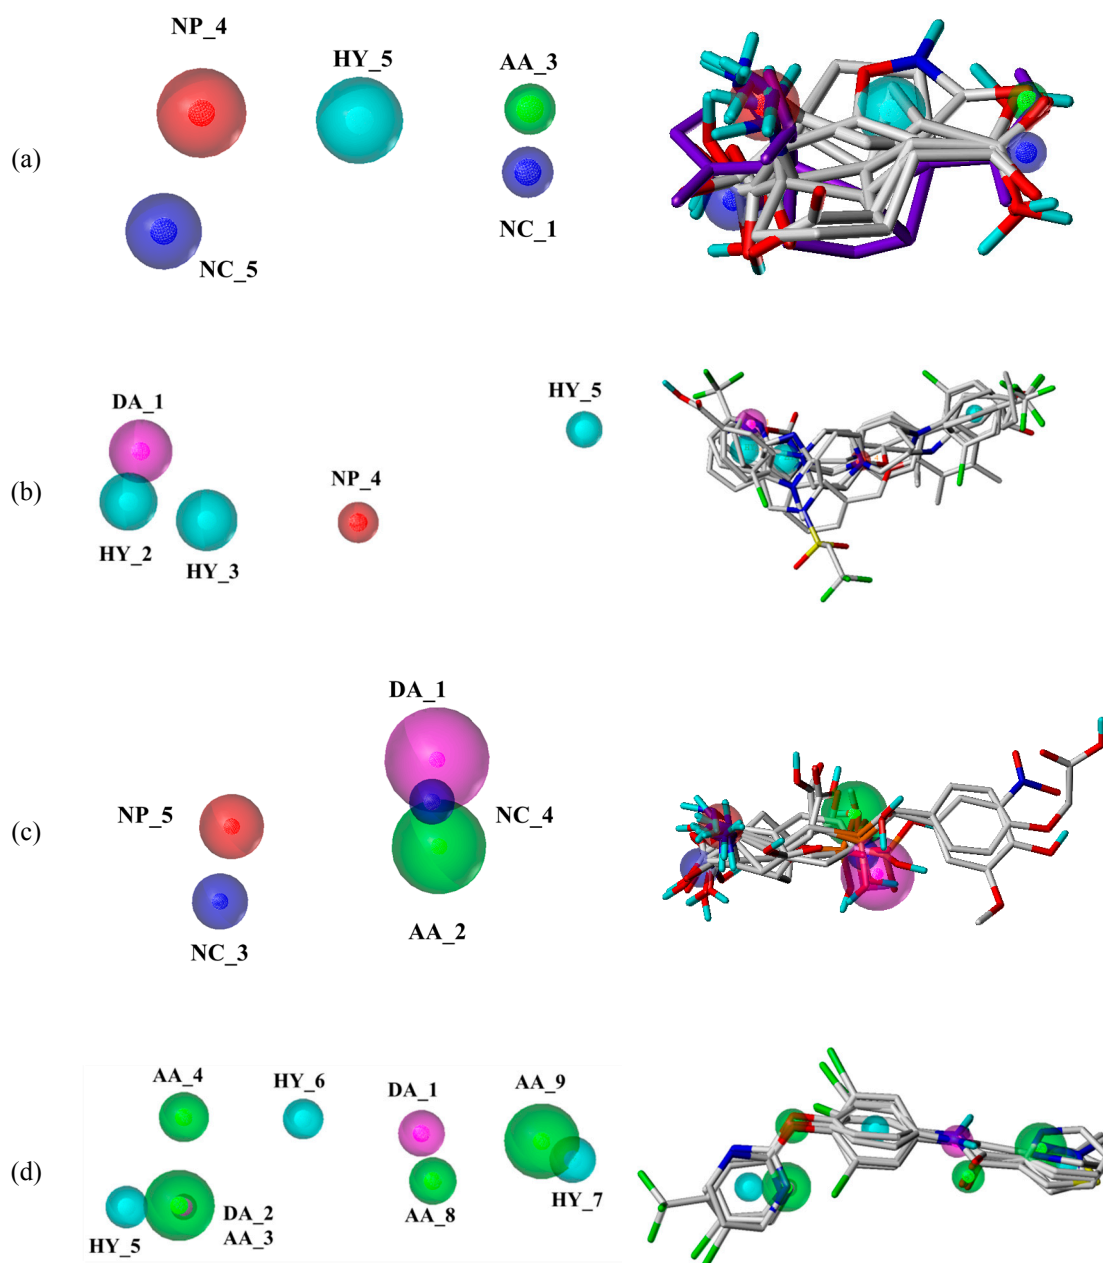 NP_4
HY_5
AA_3
(a)
NC_5
NC_1
HY_5
DA_1
(b)
NP_4
HY_2
HY_3
DA_1
NP_5
NC_4
(c)
NC_3
AA_2
AA_4
HY_6
DA_1
AA_9
(d)
HY_5
DA_2
AA_3
AA_8
HY_7